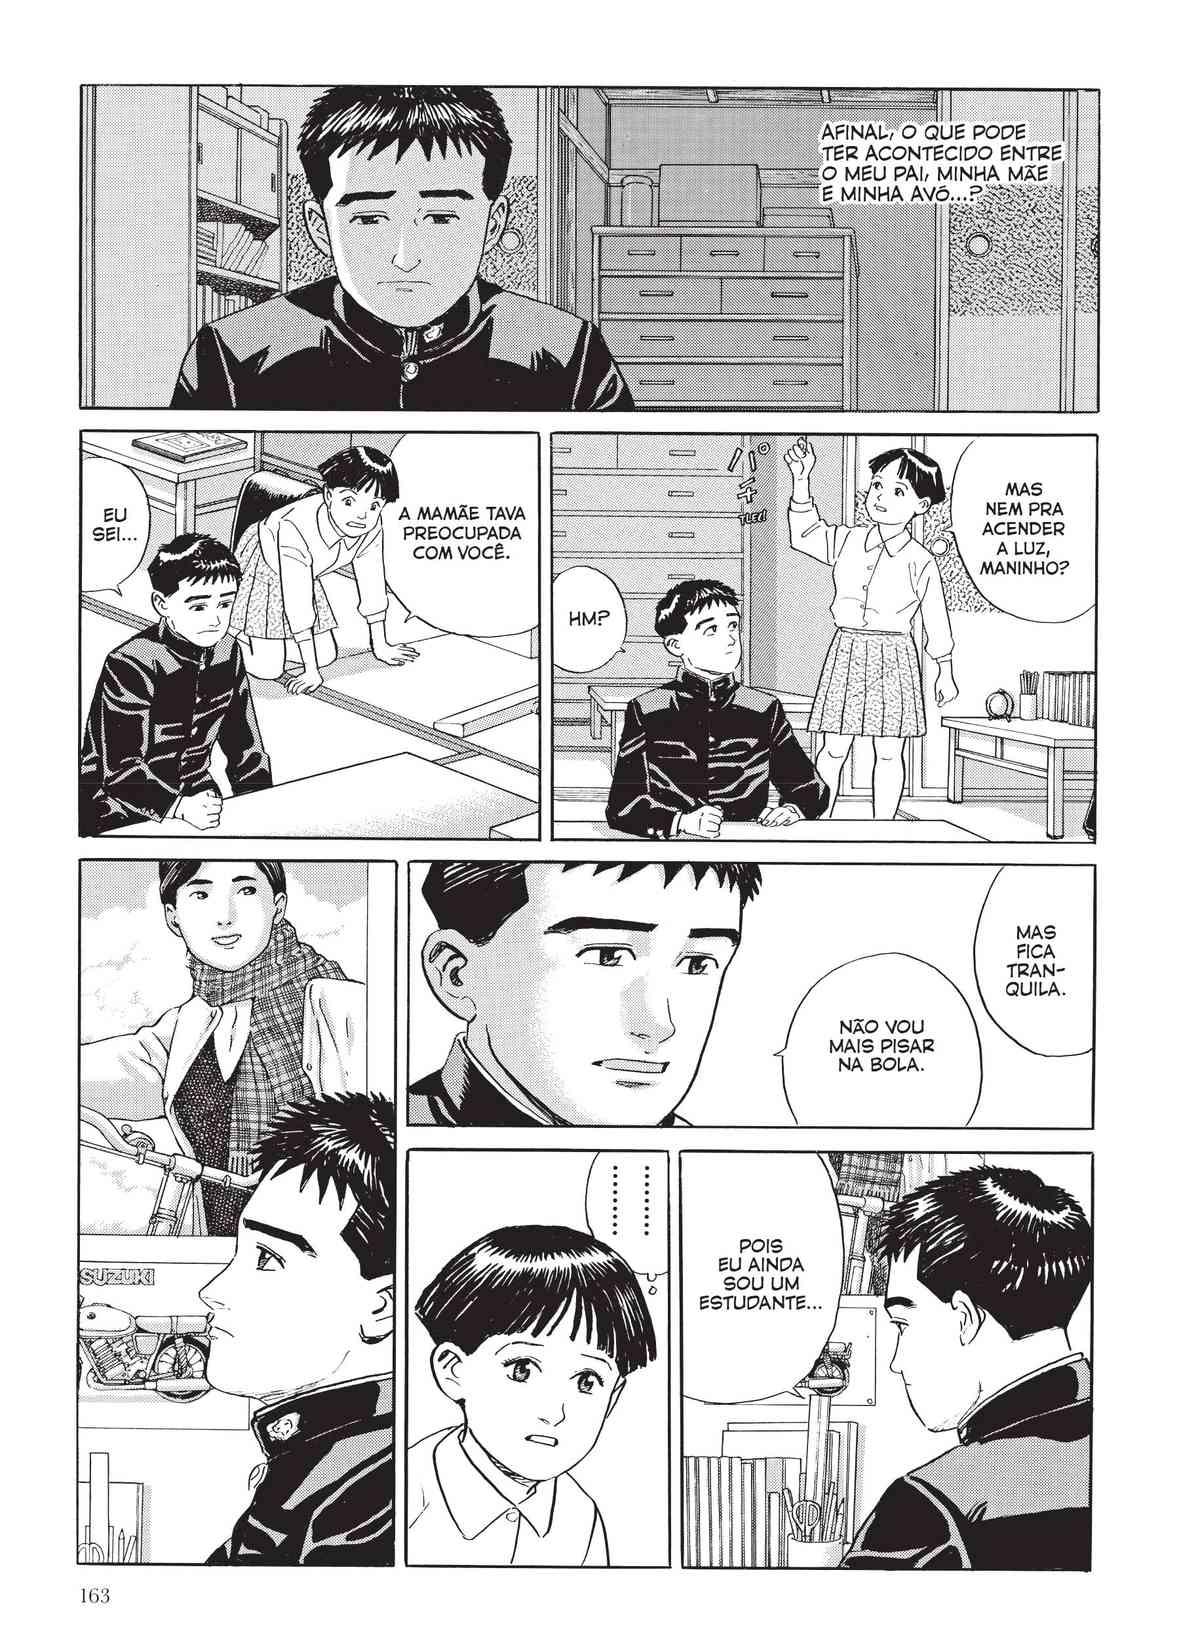 AFINAL, O QUE PODE
TER ACONTECIDO ENTRE
O MEU PAI, MINHA MÃE
E MINHA AVÓ...?
MAS
NEM PRA
ACENDER
A LUZ,
MANINHO?
パチッ
TLEC!
HM?
A MAMÃE TAVA
PREOCUPADA
COM VOCÊ.
EU
SEI...
MAS
FICA
TRAN-
QUILA.
NÃO VOU
MAIS PISAR
NA BOLA.
POIS
EU AINDA
SOU UM
ESTUDANTE...
SUZUKI
163